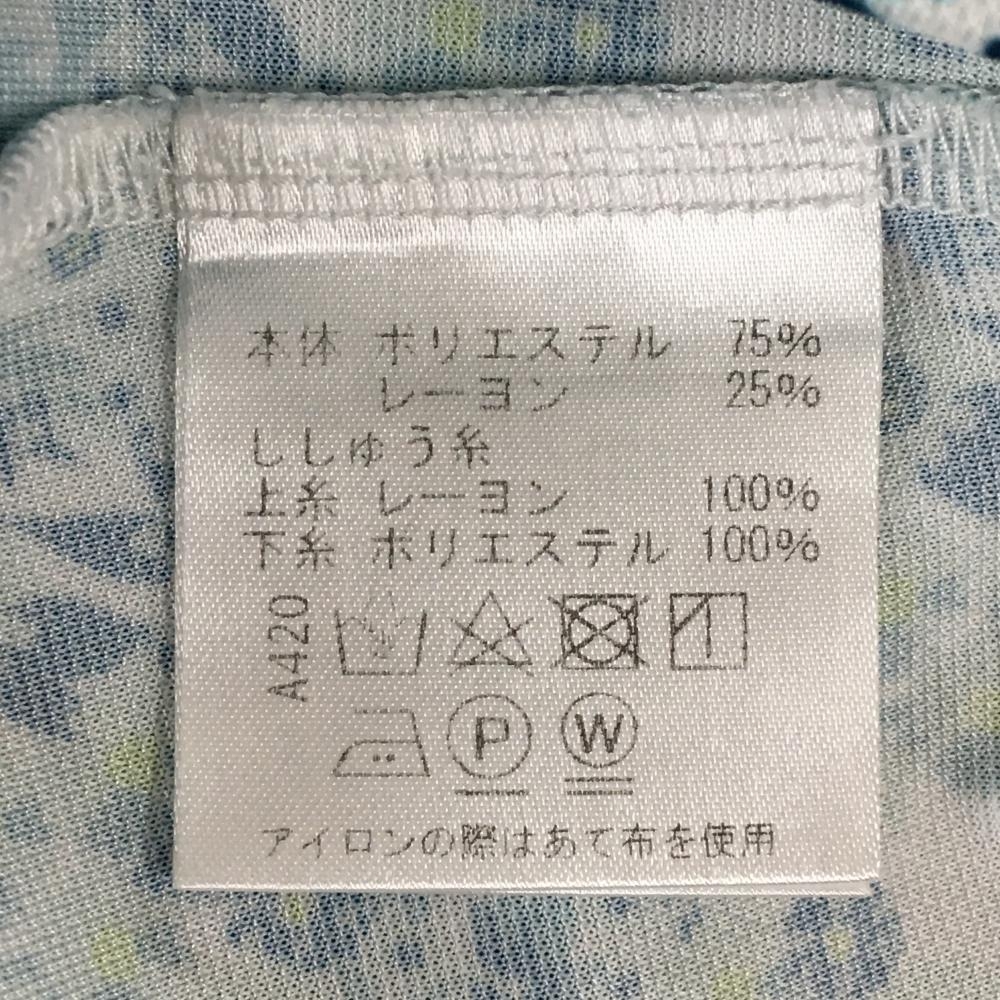 本体 ポリエステル 75%
レーヨン 25%
ししゅう糸
上糸 レーヨン 100%
下糸 ポリエステル 100%
A420
P W
アイロンの際はあて布を使用